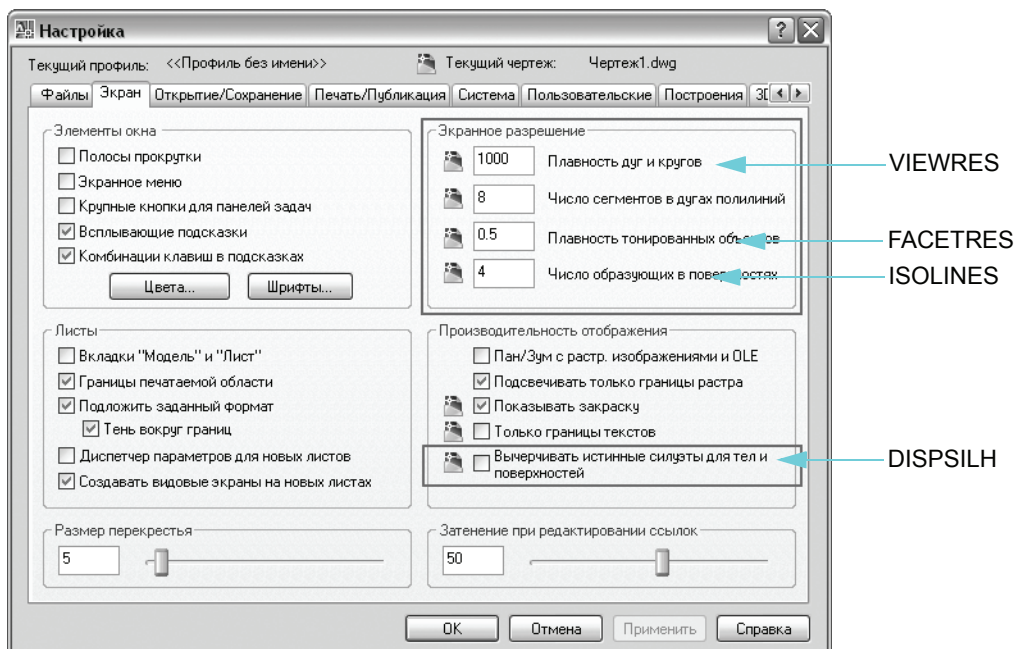 Настройка
Текущий профиль: <<Профиль без имени>> Текущий чертеж: Чертеж1.dwg
Файлы Экран Открытие/Сохранение Печать/Публикация Система Пользовательские Построения
Элементы окна
Полосы прокрутки
Экранное меню
Крупные кнопки для панелей задач
Всплывающие подсказки
Комбинации клавиш в подсказках
Цвета... Шрифты...
Экранное разрешение
1000 Плавность дуг и кругов
VIEWRES
8 Число сегментов в дугах полилиний
0.5 Плавность тонированных объектов
FACETRES
4 Число образующих в поверхностях
ISOLINES
Листы
Вкладки "Модель" и "Лист"
Границы печатаемой области
Подложить заданный формат
Тень вокруг границ
Диспетчер параметров для новых листов
Создавать видовые экраны на новых листах
Производительность отображения
Пан/Зум с растр. изображениями и OLE
Подсвечивать только границы растра
Показывать закраску
Только границы текстов
Вычерчивать истинные силуэты для тел и
поверхностей
DISPSILH
Размер перекрестья
5
Затенение при редактировании ссылок
50
OK Отмена Применить Справка